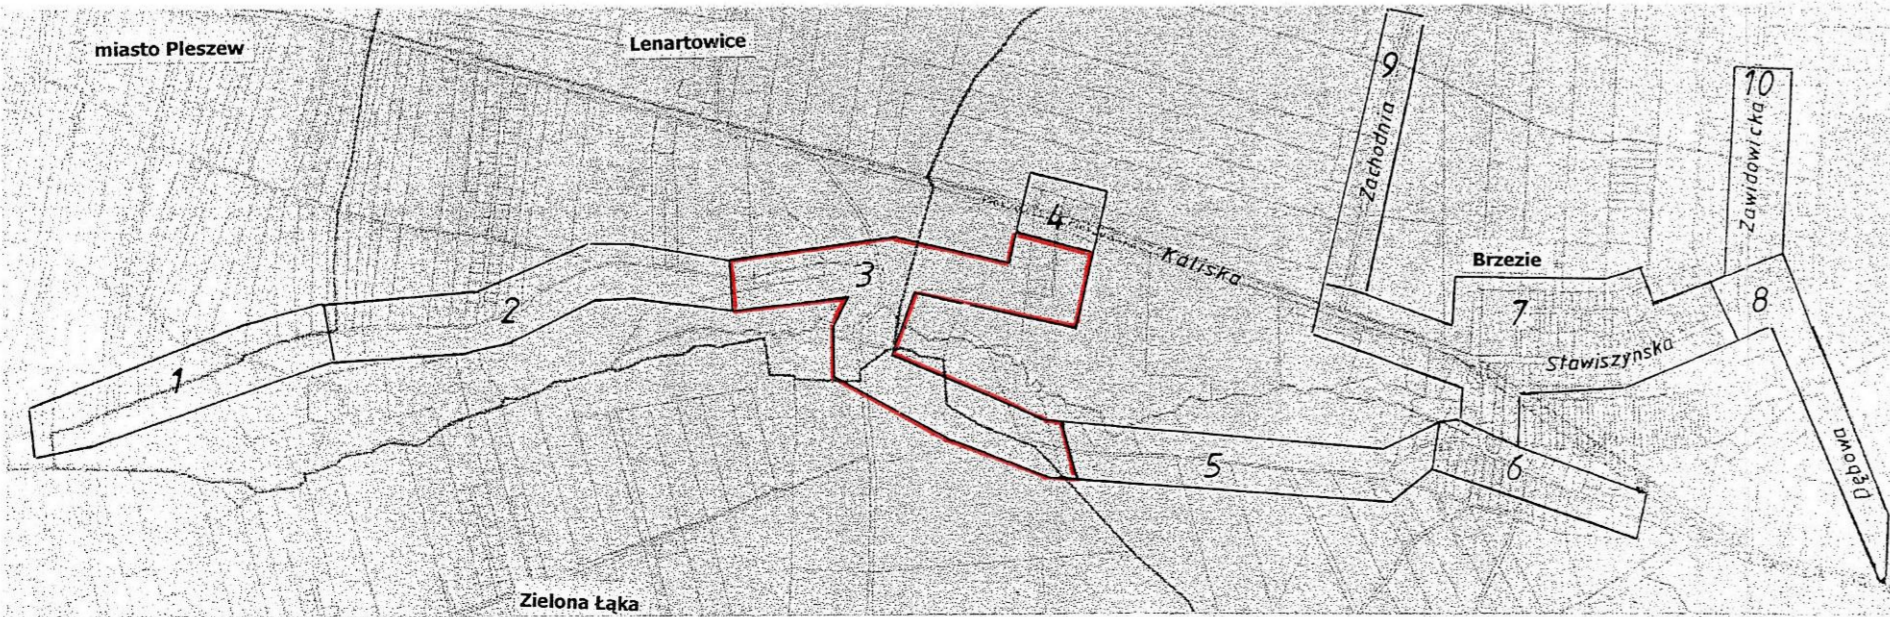 miasto Pleszew
Lenartowice
9
10
Zachodnia
Zawidowicka
4
Kaliska
Brzezie
3
2
7
8
Stawiszynska
1
5
6
Dębowa
Zielona Łąka